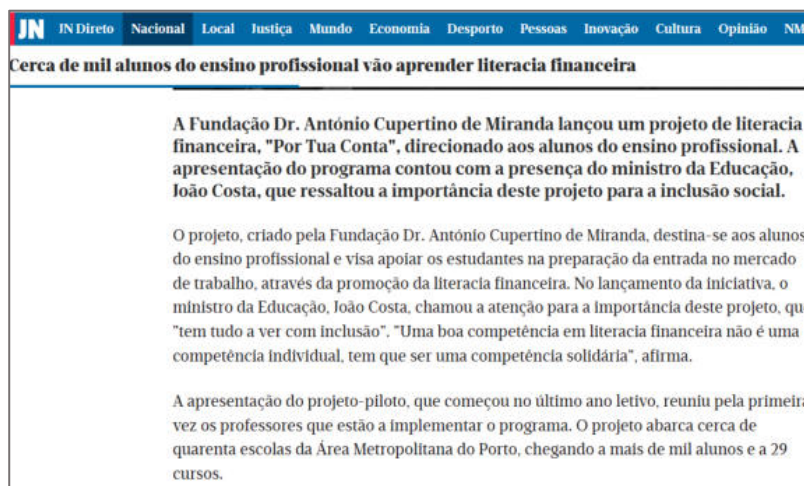 JN JN Direto Nacional Local Justiça Mundo Economia Desporto Pessoas Inovação Cultura Opinião NM
Cerca de mil alunos do ensino profissional vão aprender literacia financeira
A Fundação Dr. António Cupertino de Miranda lançou um projeto de literacia
financeira, "Por Tua Conta", direcionado aos alunos do ensino profissional. A
apresentação do programa contou com a presença do ministro da Educação,
João Costa, que ressaltou a importância deste projeto para a inclusão social.
O projeto, criado pela Fundação Dr. António Cupertino de Miranda, destina-se aos alunos
do ensino profissional e visa apoiar os estudantes na preparação da entrada no mercado
de trabalho, através da promoção da literacia financeira. No lançamento da iniciativa, o
ministro da Educação, João Costa, chamou a atenção para a importância deste projeto, qu
"tem tudo a ver com inclusão". "Uma boa competência em literacia financeira não é uma
competência individual, tem que ser uma competência solidária", afirma.
A apresentação do projeto-piloto, que começou no último ano letivo, reuniu pela primeira
vez os professores que estão a implementar o programa. O projeto abarca cerca de
quarenta escolas da Área Metropolitana do Porto, chegando a mais de mil alunos e a 29
cursos.